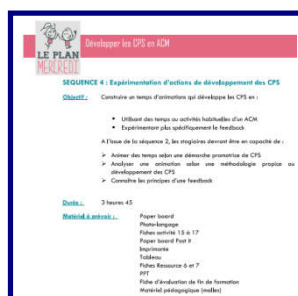 LE PLAN
MERCREDI
Développer les CPS en ACM
SEQUENCE 4 : Expérimentation d'actions de développement des CPS
Objectif : Construire un temps d'animations qui développe les CPS en :
• Utilisant des temps ou activités habituelles d'un ACM
• Expérimentant plus spécifiquement le feedback
A l'issue de la séquence 2, les stagiaires devront être en capacité de :
➢ Animer des temps selon une démarche promotrice de CPS
➢ Analyser une animation selon une méthodologie propice au
développement des CPS
➢ Connaître les principes d'une feedback
Durée : 3 heures 45
Matériel à prévoir : Paper board
Photo-langage
Fiches activité 15 à 17
Paper board Post it
Imprimante
Tableau
Fiches Ressource 6 et 7
PPT
Fiche d'évaluation de fin de formation
Matériel pédagogique (malles)